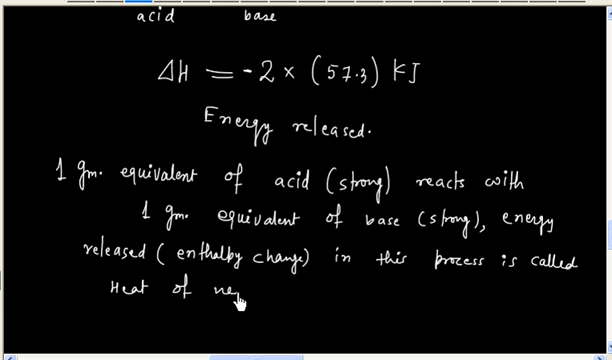 acid base
ΔH = -2 × (57.3) KJ
Energy released.
1 gm. equivalent of acid (strong) reacts with
1 gm. equivalent of base (strong), energy
released (enthalpy change) in this process is called
Heat of ne